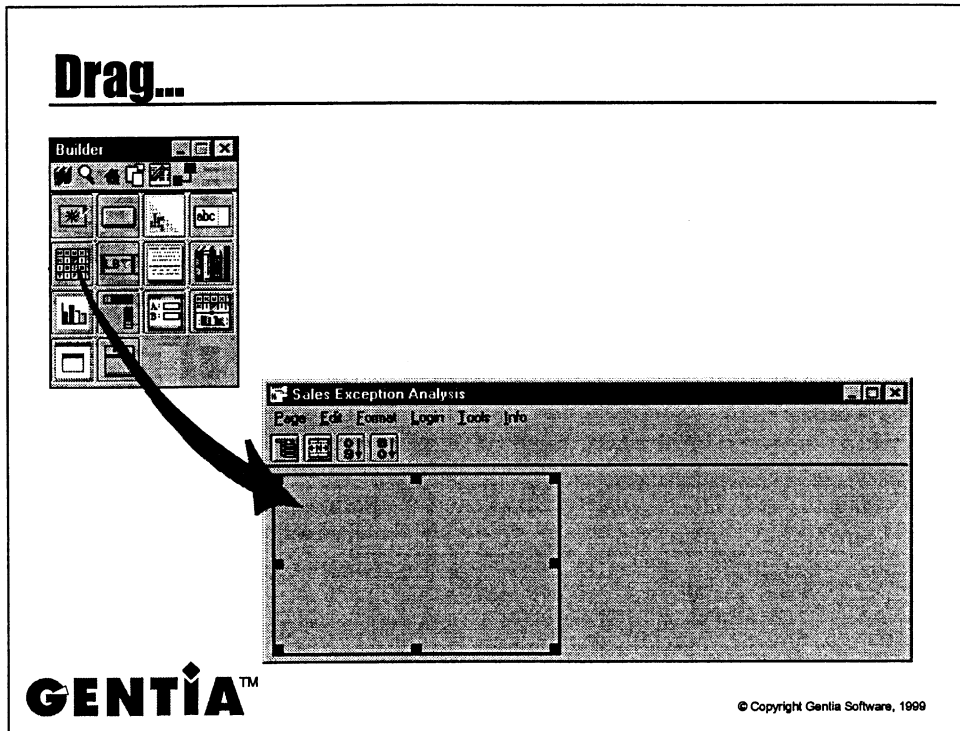 Drag...
Builder
abc
A:
B:
Sales Exception Analysis
Page Edit Format Login Tools Info
GENTIA™
© Copyright Gentia Software, 1999